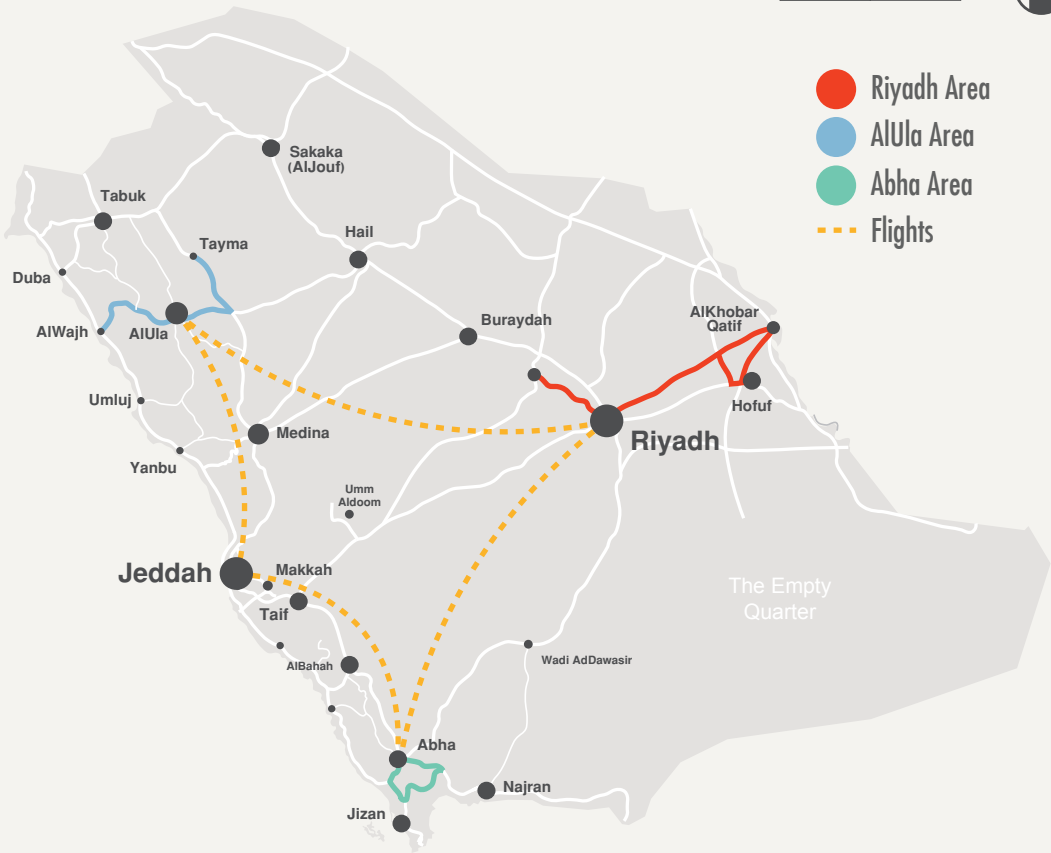 Riyadh Area
AlUla Area
Abha Area
Flights
Sakaka
(AlJouf)
Tabuk
Tayma
Hail
Duba
AlWajh
AlUla
Buraydah
AlKhobar
Qatif
Umluj
Hofuf
Medina
Riyadh
Yanbu
Umm
Aldoom
Jeddah
Makkah
Taif
The Empty
Quarter
AlBahah
Wadi AdDawasir
Abha
Najran
Jizan